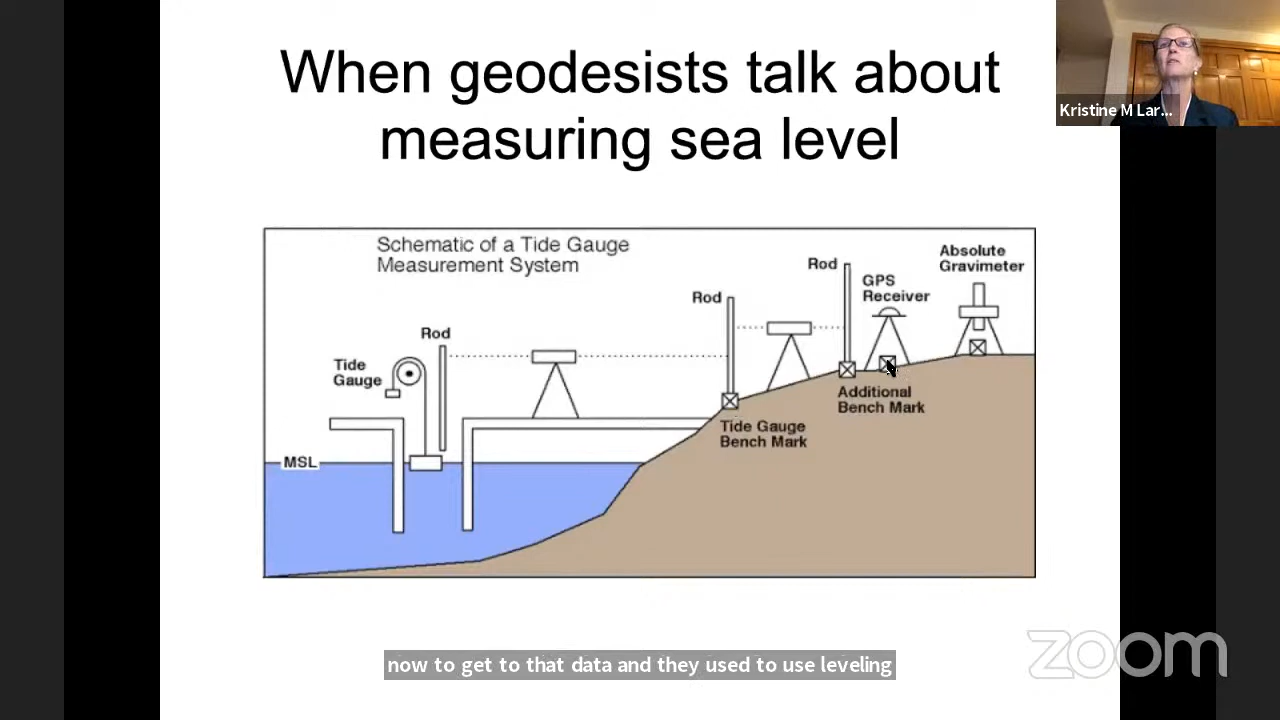 When geodesists talk about
measuring sea level
Kristine M Lar...
Schematic of a Tide Gauge
Measurement System
Absolute
Gravimeter
Rod
GPS
Receiver
Rod
Rod
Tide
Gauge
Additional
Bench Mark
Tide Gauge
Bench Mark
MSL
now to get to that data and they used to use leveling
zoom